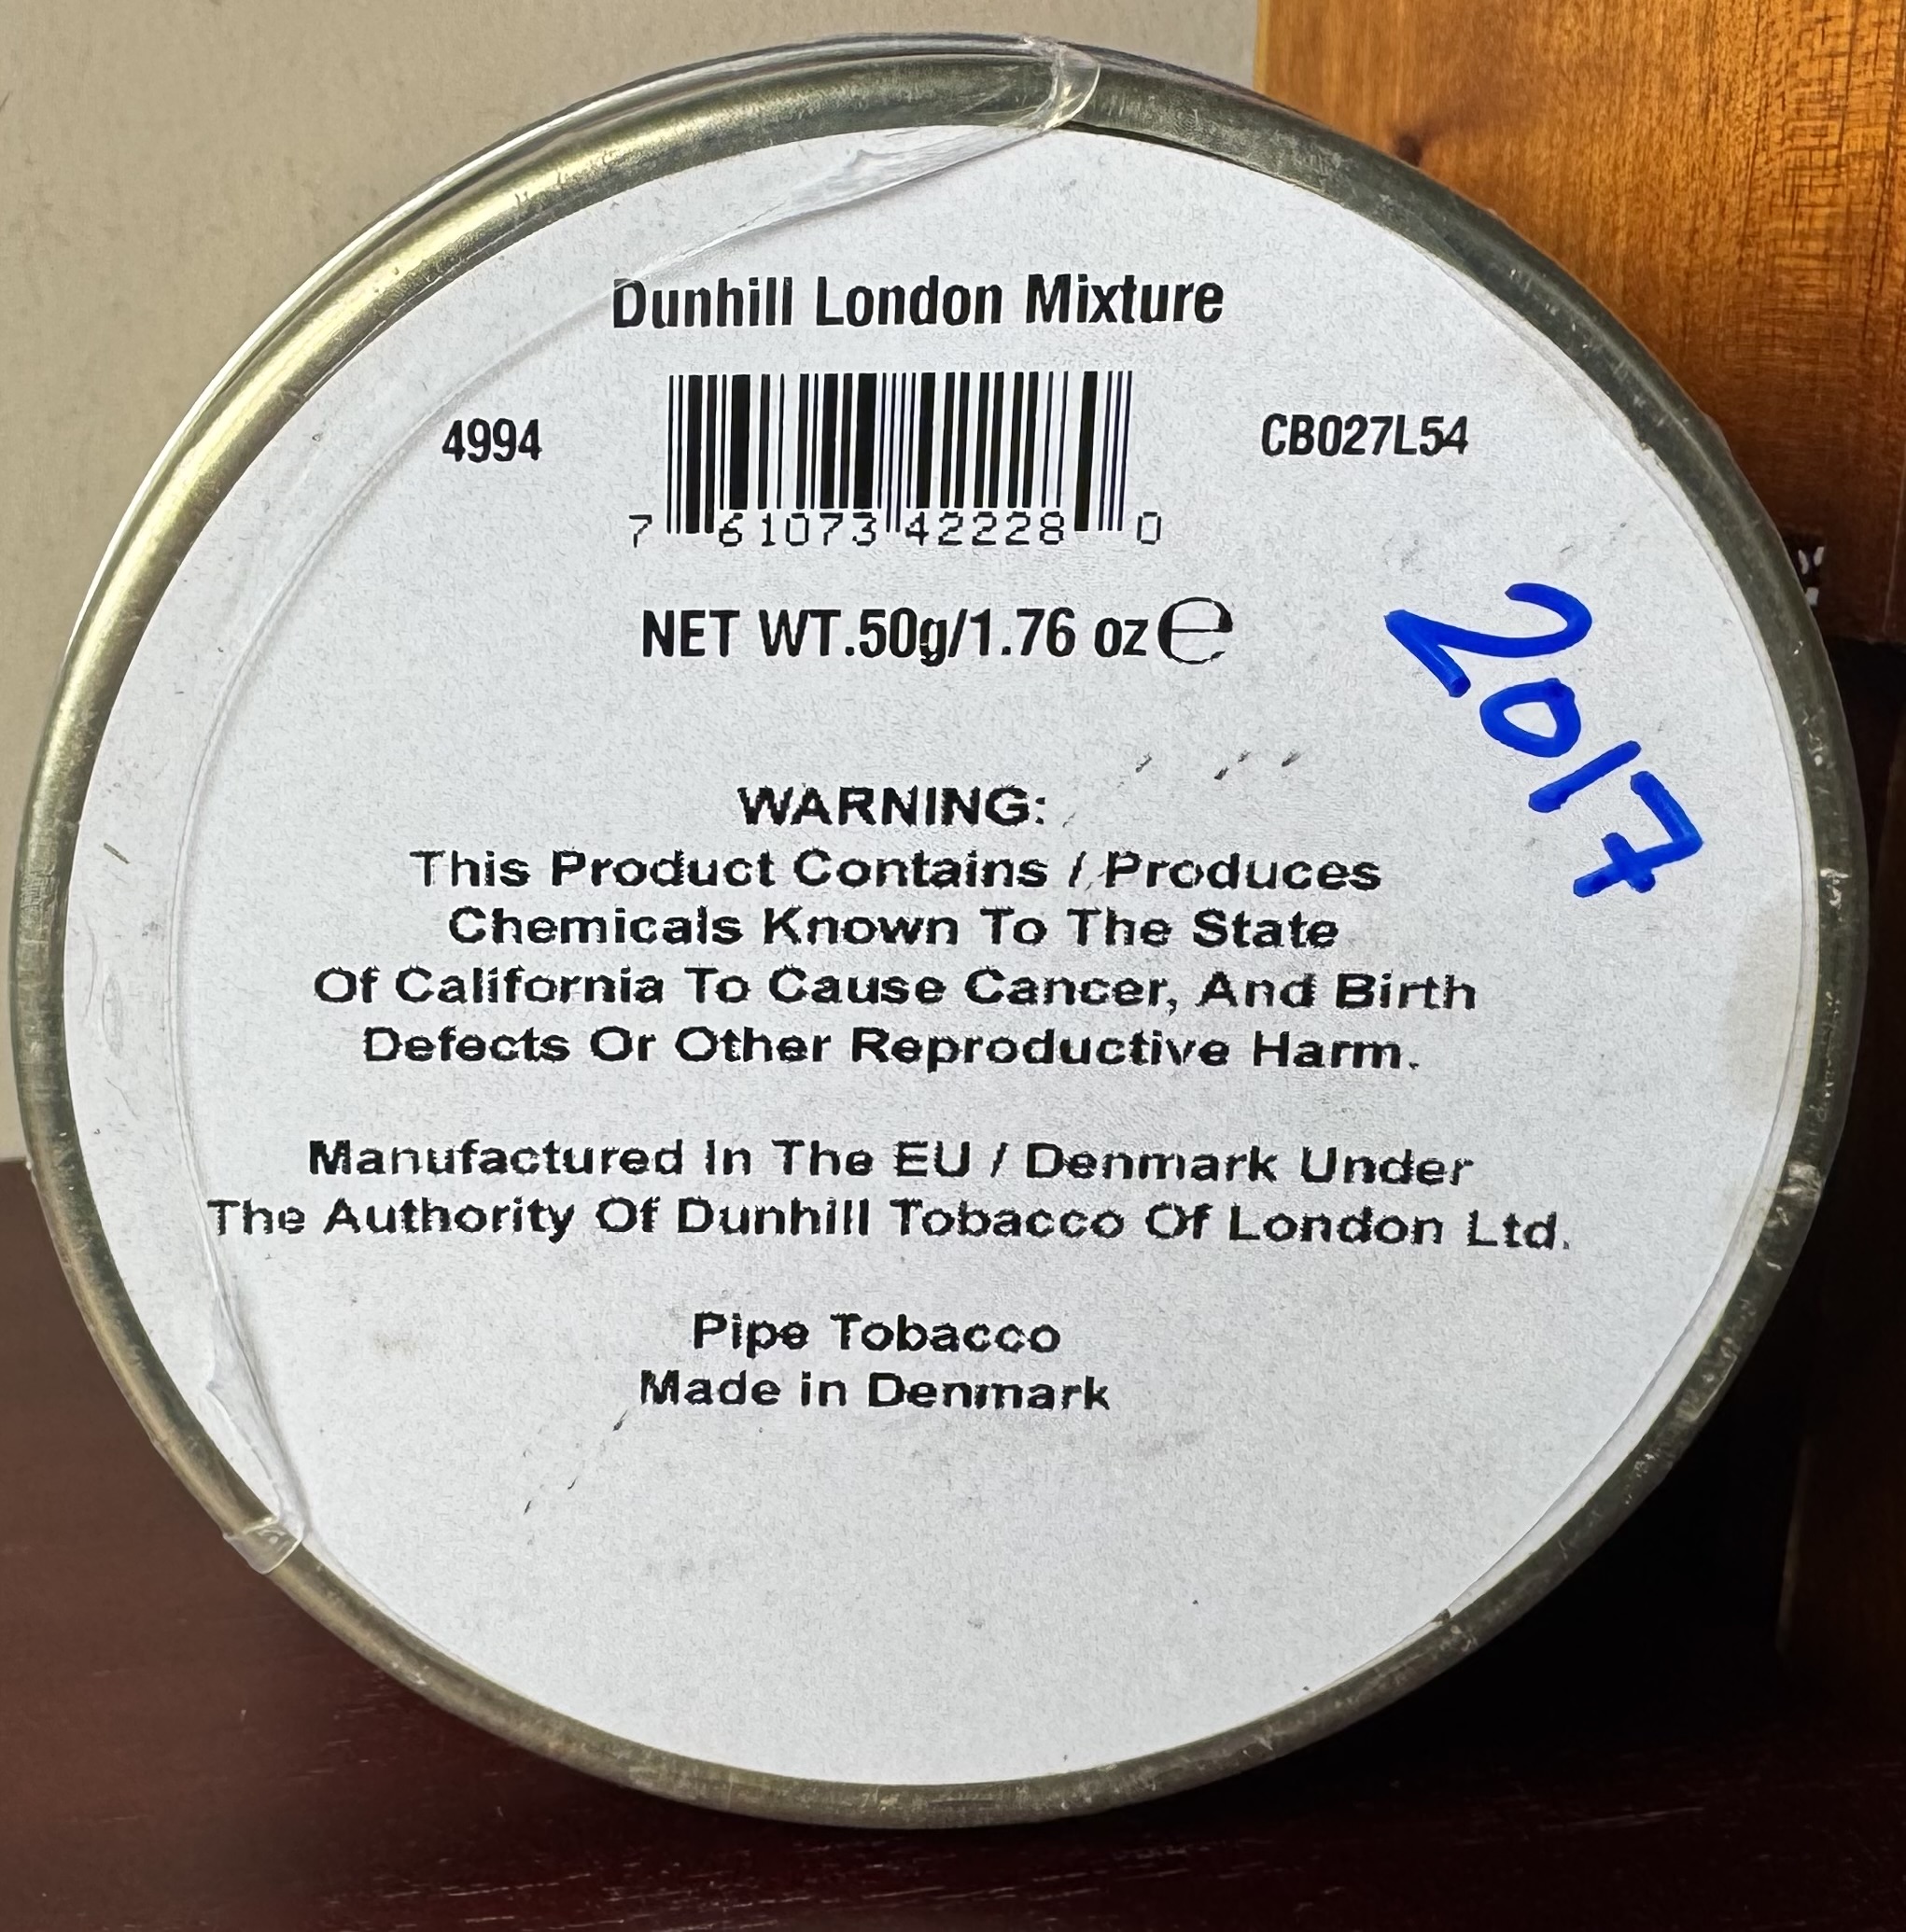 Dunhill London Mixture
4994
CB027L54
7 61073 42228 0
NET WT.50g/1.76 oz ℮
2017
WARNING:
This Product Contains / Produces
Chemicals Known To The State
Of California To Cause Cancer, And Birth
Defects Or Other Reproductive Harm.
Manufactured In The EU / Denmark Under
The Authority Of Dunhill Tobacco Of London Ltd.
Pipe Tobacco
Made in Denmark